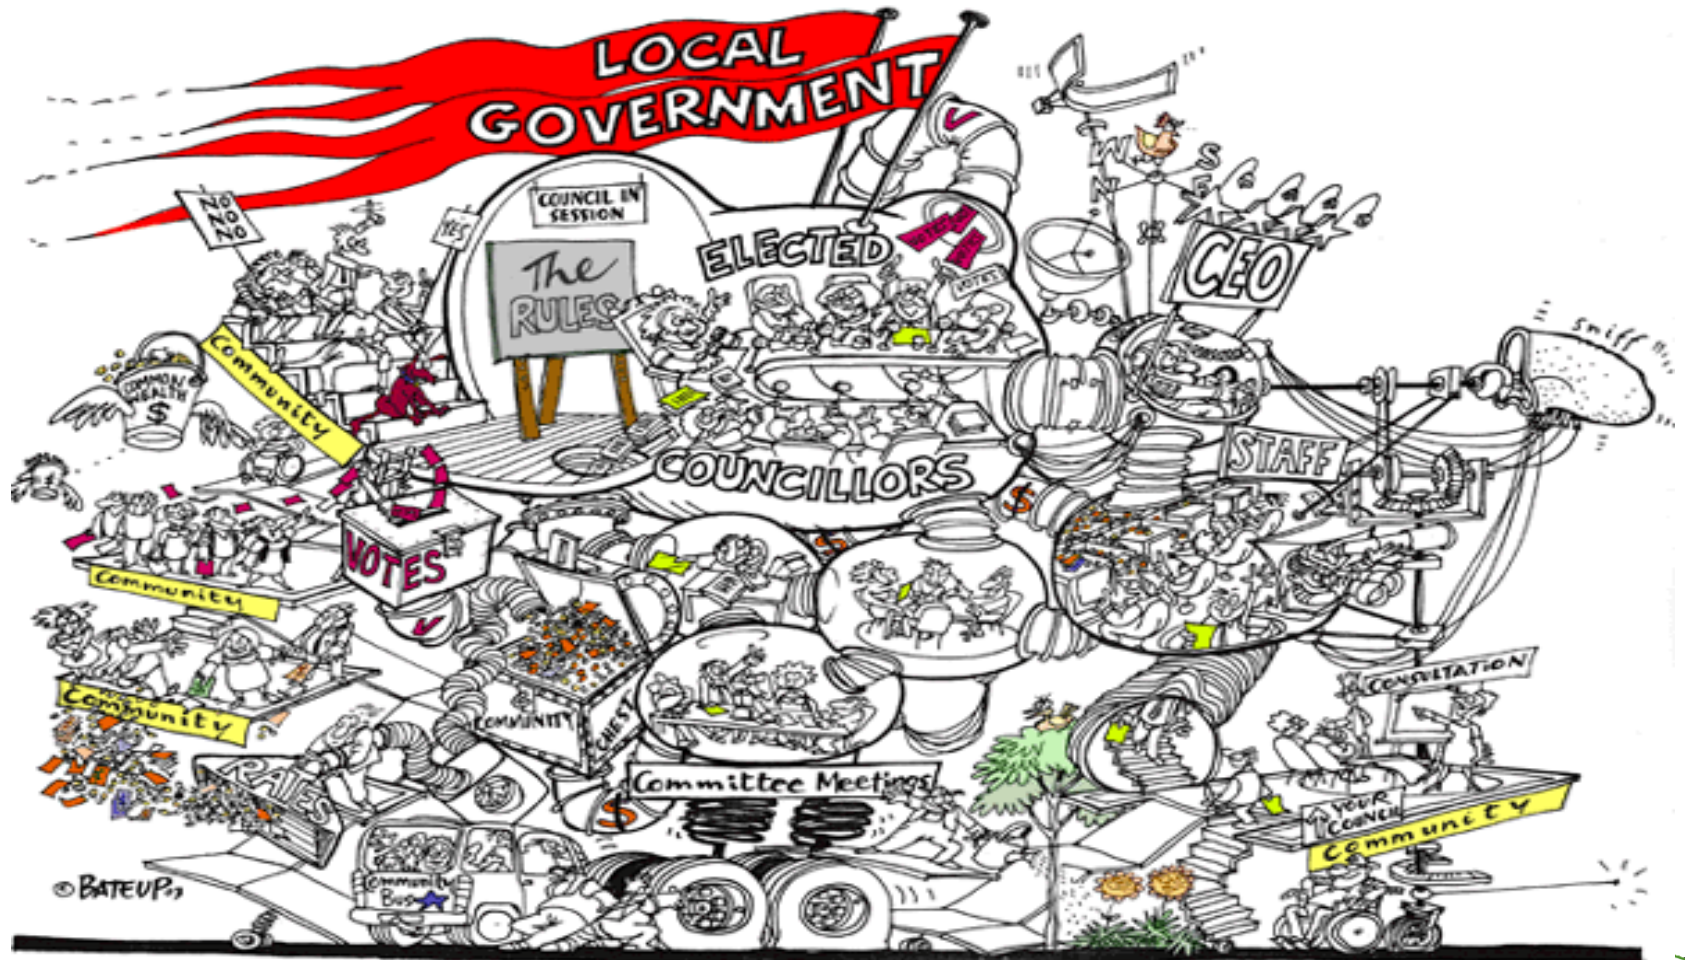 LOCAL
GOVERNMENT
NO
NO
NO
YES
COUNCIL IN
SESSION
The
RULES
ELECTED
VOTES
CEO
S
W
N
E
sniff
COMMON
WEALTH
$
Community
STAFF
COUNCILLORS
$
VOTES
Community
Community
COMMUNITY
CHEST
RATES
Committee Meetings
$
CONSULTATION
YOUR
COUNCIL
Community
Community
Bus
© BATEUP